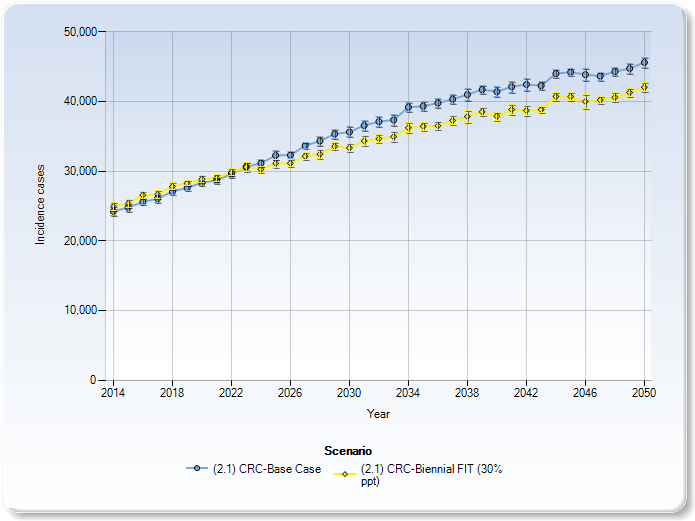 50,000
40,000
30,000
20,000
10,000
0
Incidence cases
2014 2018 2022 2026 2030 2034 2038 2042 2046 2050
Year
Scenario
(2.1) CRC-Base Case
(2.1) CRC-Biennial FIT (30%
ppt)